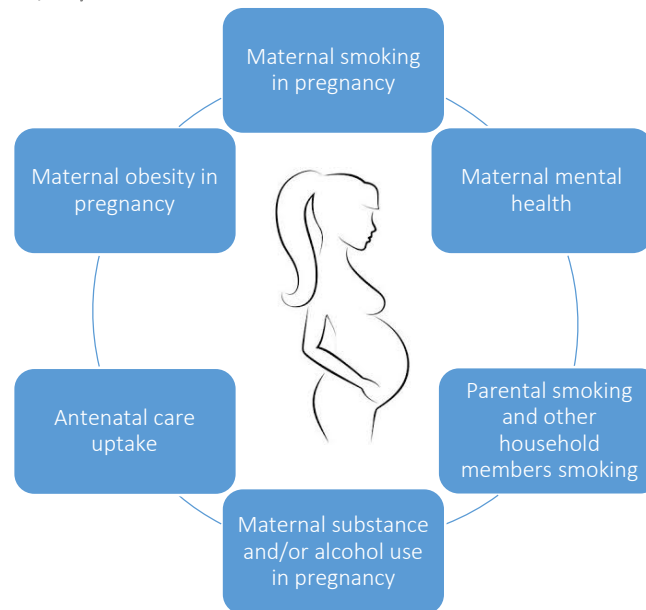 Maternal smoking
in pregnancy
Maternal mental
health
Parental smoking
and other
household
members smoking
Maternal substance
and/or alcohol use
in pregnancy
Antenatal care
uptake
Maternal obesity in
pregnancy